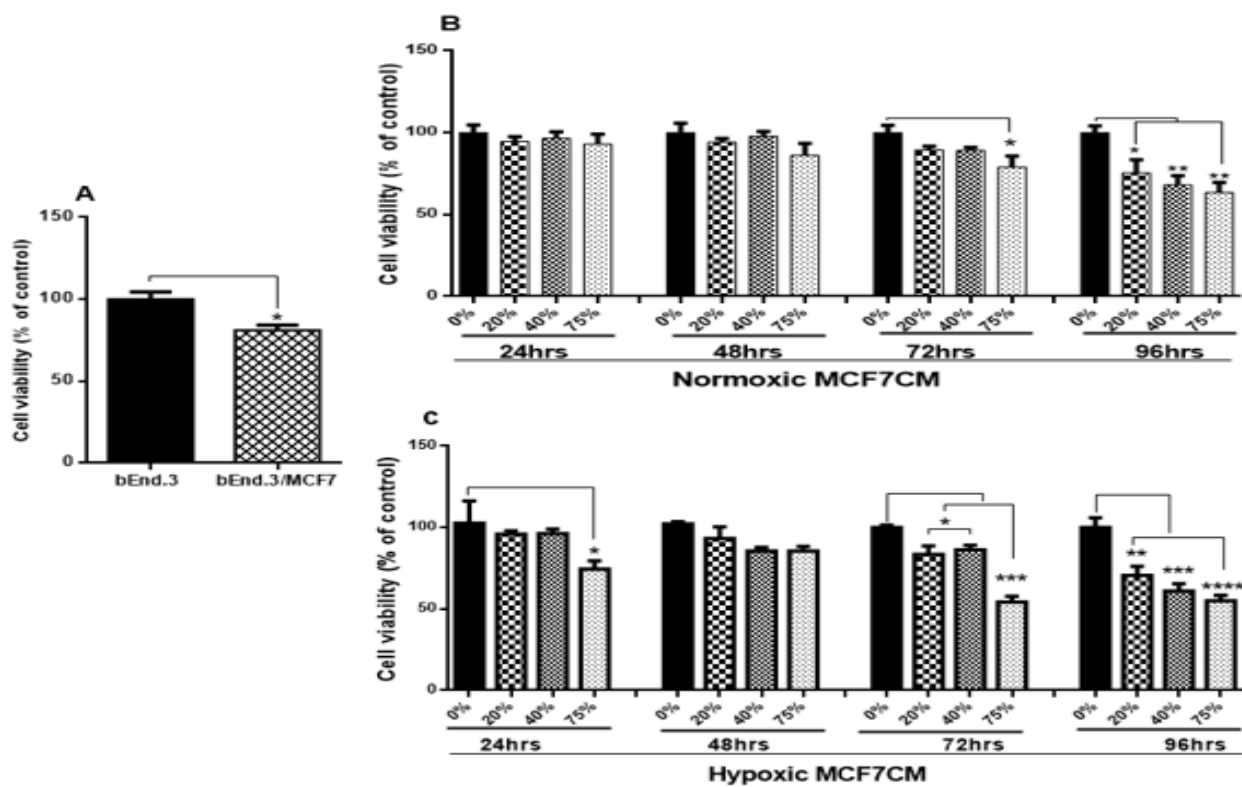 A
Cell viability (% of control)
150
100
50
0
*
bEnd.3
bEnd.3/MCF7
B
Cell viability (% of control)
150
100
50
0
*
* ** **
0% 20% 40% 75% 0% 20% 40% 75% 0% 20% 40% 75% 0% 20% 40% 75%
24hrs 48hrs 72hrs 96hrs
Normoxic MCF7CM
C
Cell viability (% of control)
150
100
50
0
*
* ***
** *** ****
0% 20% 40% 75% 0% 20% 40% 75% 0% 20% 40% 75% 0% 20% 40% 75%
24hrs 48hrs 72hrs 96hrs
Hypoxic MCF7CM